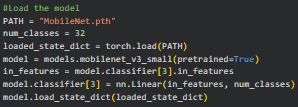 #Load the model
PATH = "MobileNet.pth"
num_classes = 32
loaded_state_dict = torch.load(PATH)
model = models.mobilenet_v3_small(pretrained=True)
in_features = model.classifier[3].in_features
model.classifier[3] = nn.Linear(in_features, num_classes)
model.load_state_dict(loaded_state_dict)